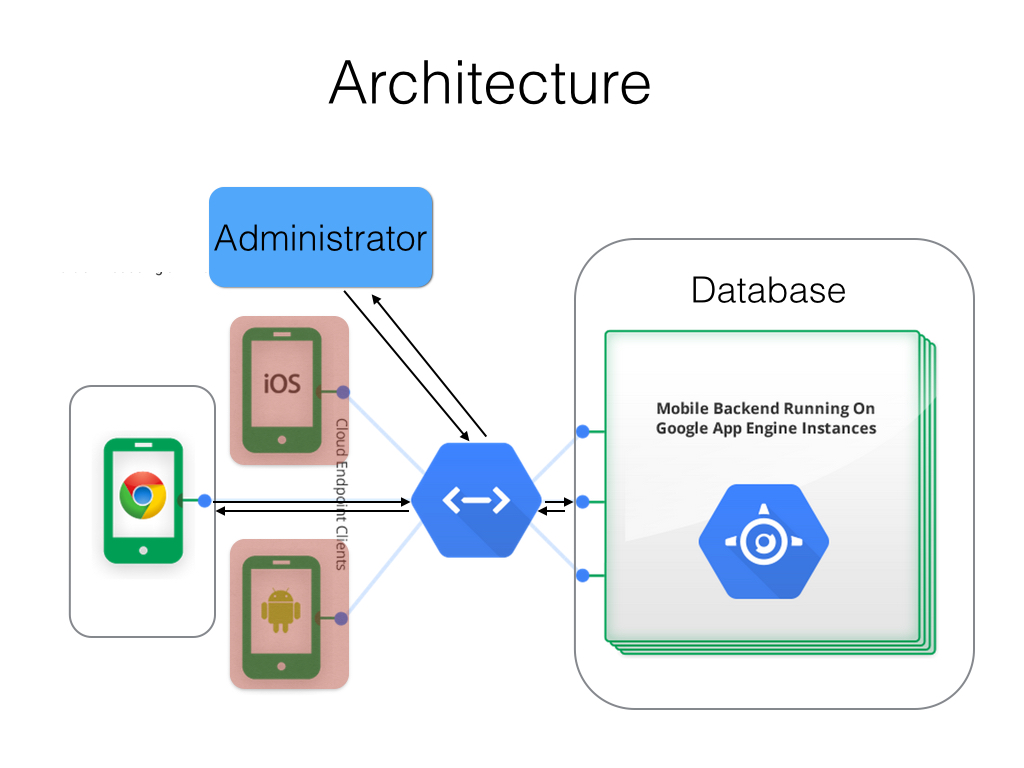 Architecture
Administrator
Database
iOS
Mobile Backend Running On
Google App Engine Instances
Cloud Endpoint Clients